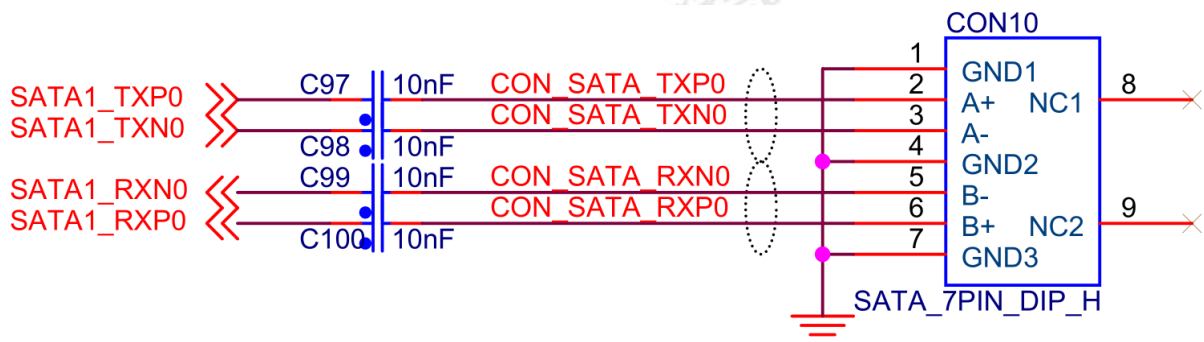 CON10
1
GND1
C97 10nF CON_SATA_TXP0 2 A+ NC1 8
SATA1_TXP0
SATA1_TXN0 CON_SATA_TXN0 3 A-
C98 10nF 4 GND2
C99 10nF CON_SATA_RXN0 5 B-
SATA1_RXN0
SATA1_RXP0 CON_SATA_RXP0 6 B+ NC2 9
C100 10nF 7 GND3
SATA_7PIN_DIP_H